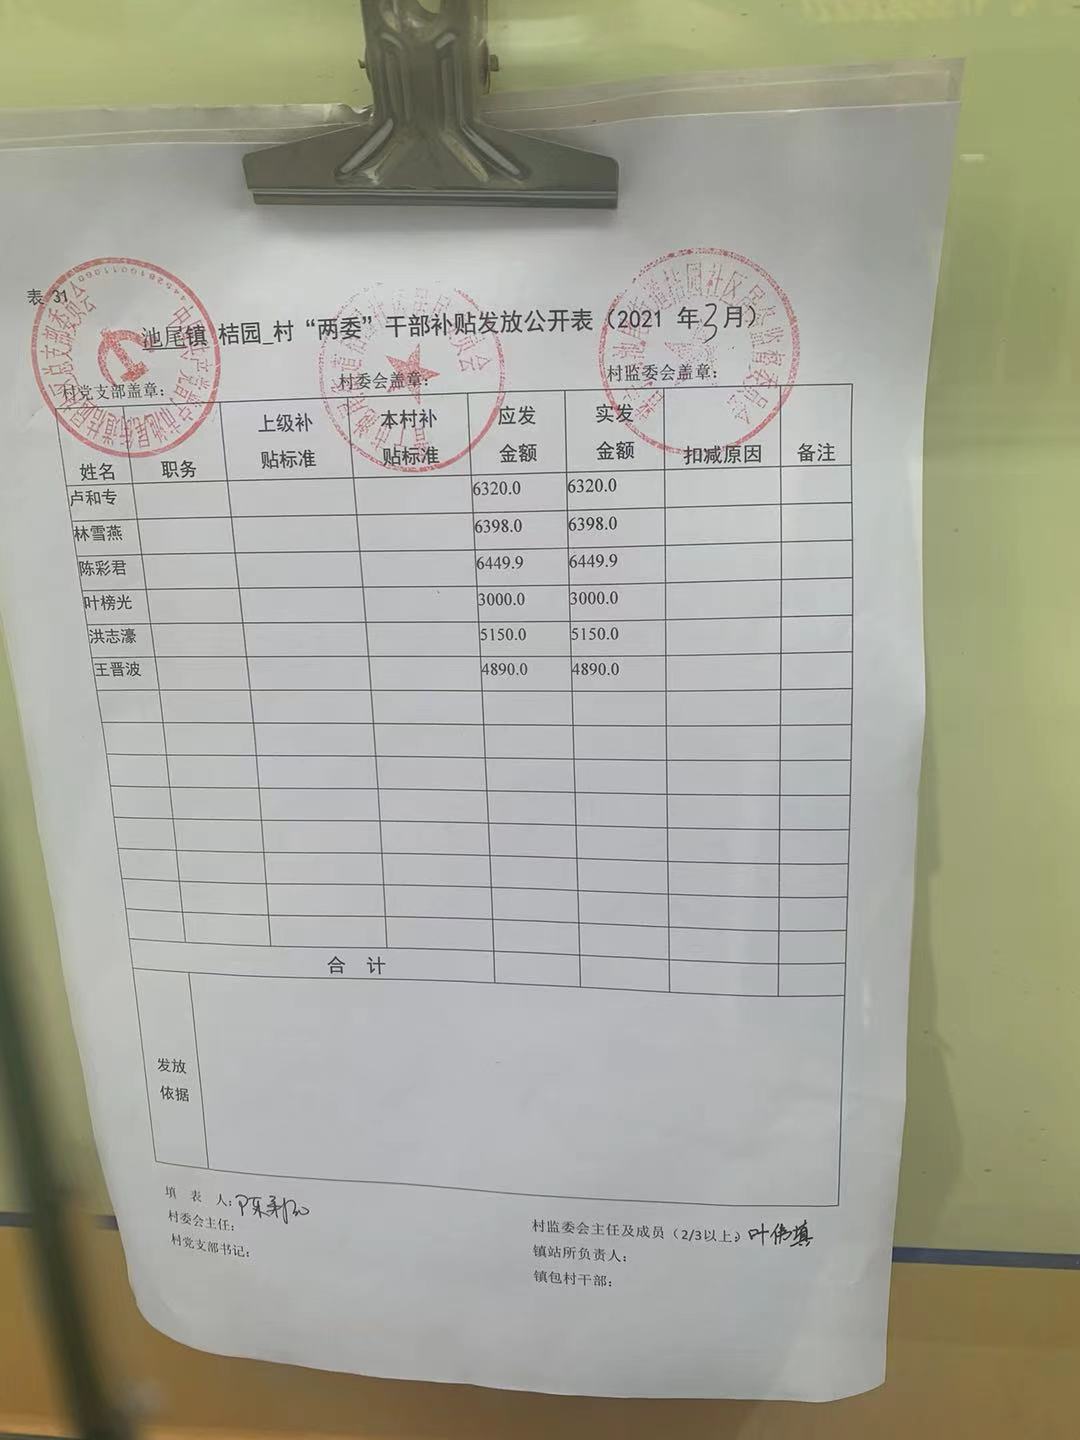 表 31
池尾镇 桔园_村“两委”干部补贴发放公开表（2021 年3月）
村党支部盖章： 村委会盖章： 村监委会盖章：
姓名 职务 上级补贴标准 本村补贴标准 应发金额 实发金额 扣减原因 备注
卢和专 6320.0 6320.0
林雪燕 6398.0 6398.0
陈彩君 6449.9 6449.9
叶榜光 3000.0 3000.0
洪志濠 5150.0 5150.0
王晋波 4890.0 4890.0
合 计
发放
依据
填 表 人：
村委会主任：
村党支部书记：
村监委会主任及成员（2/3以上）叶伟填
镇站所负责人：
镇包村干部：